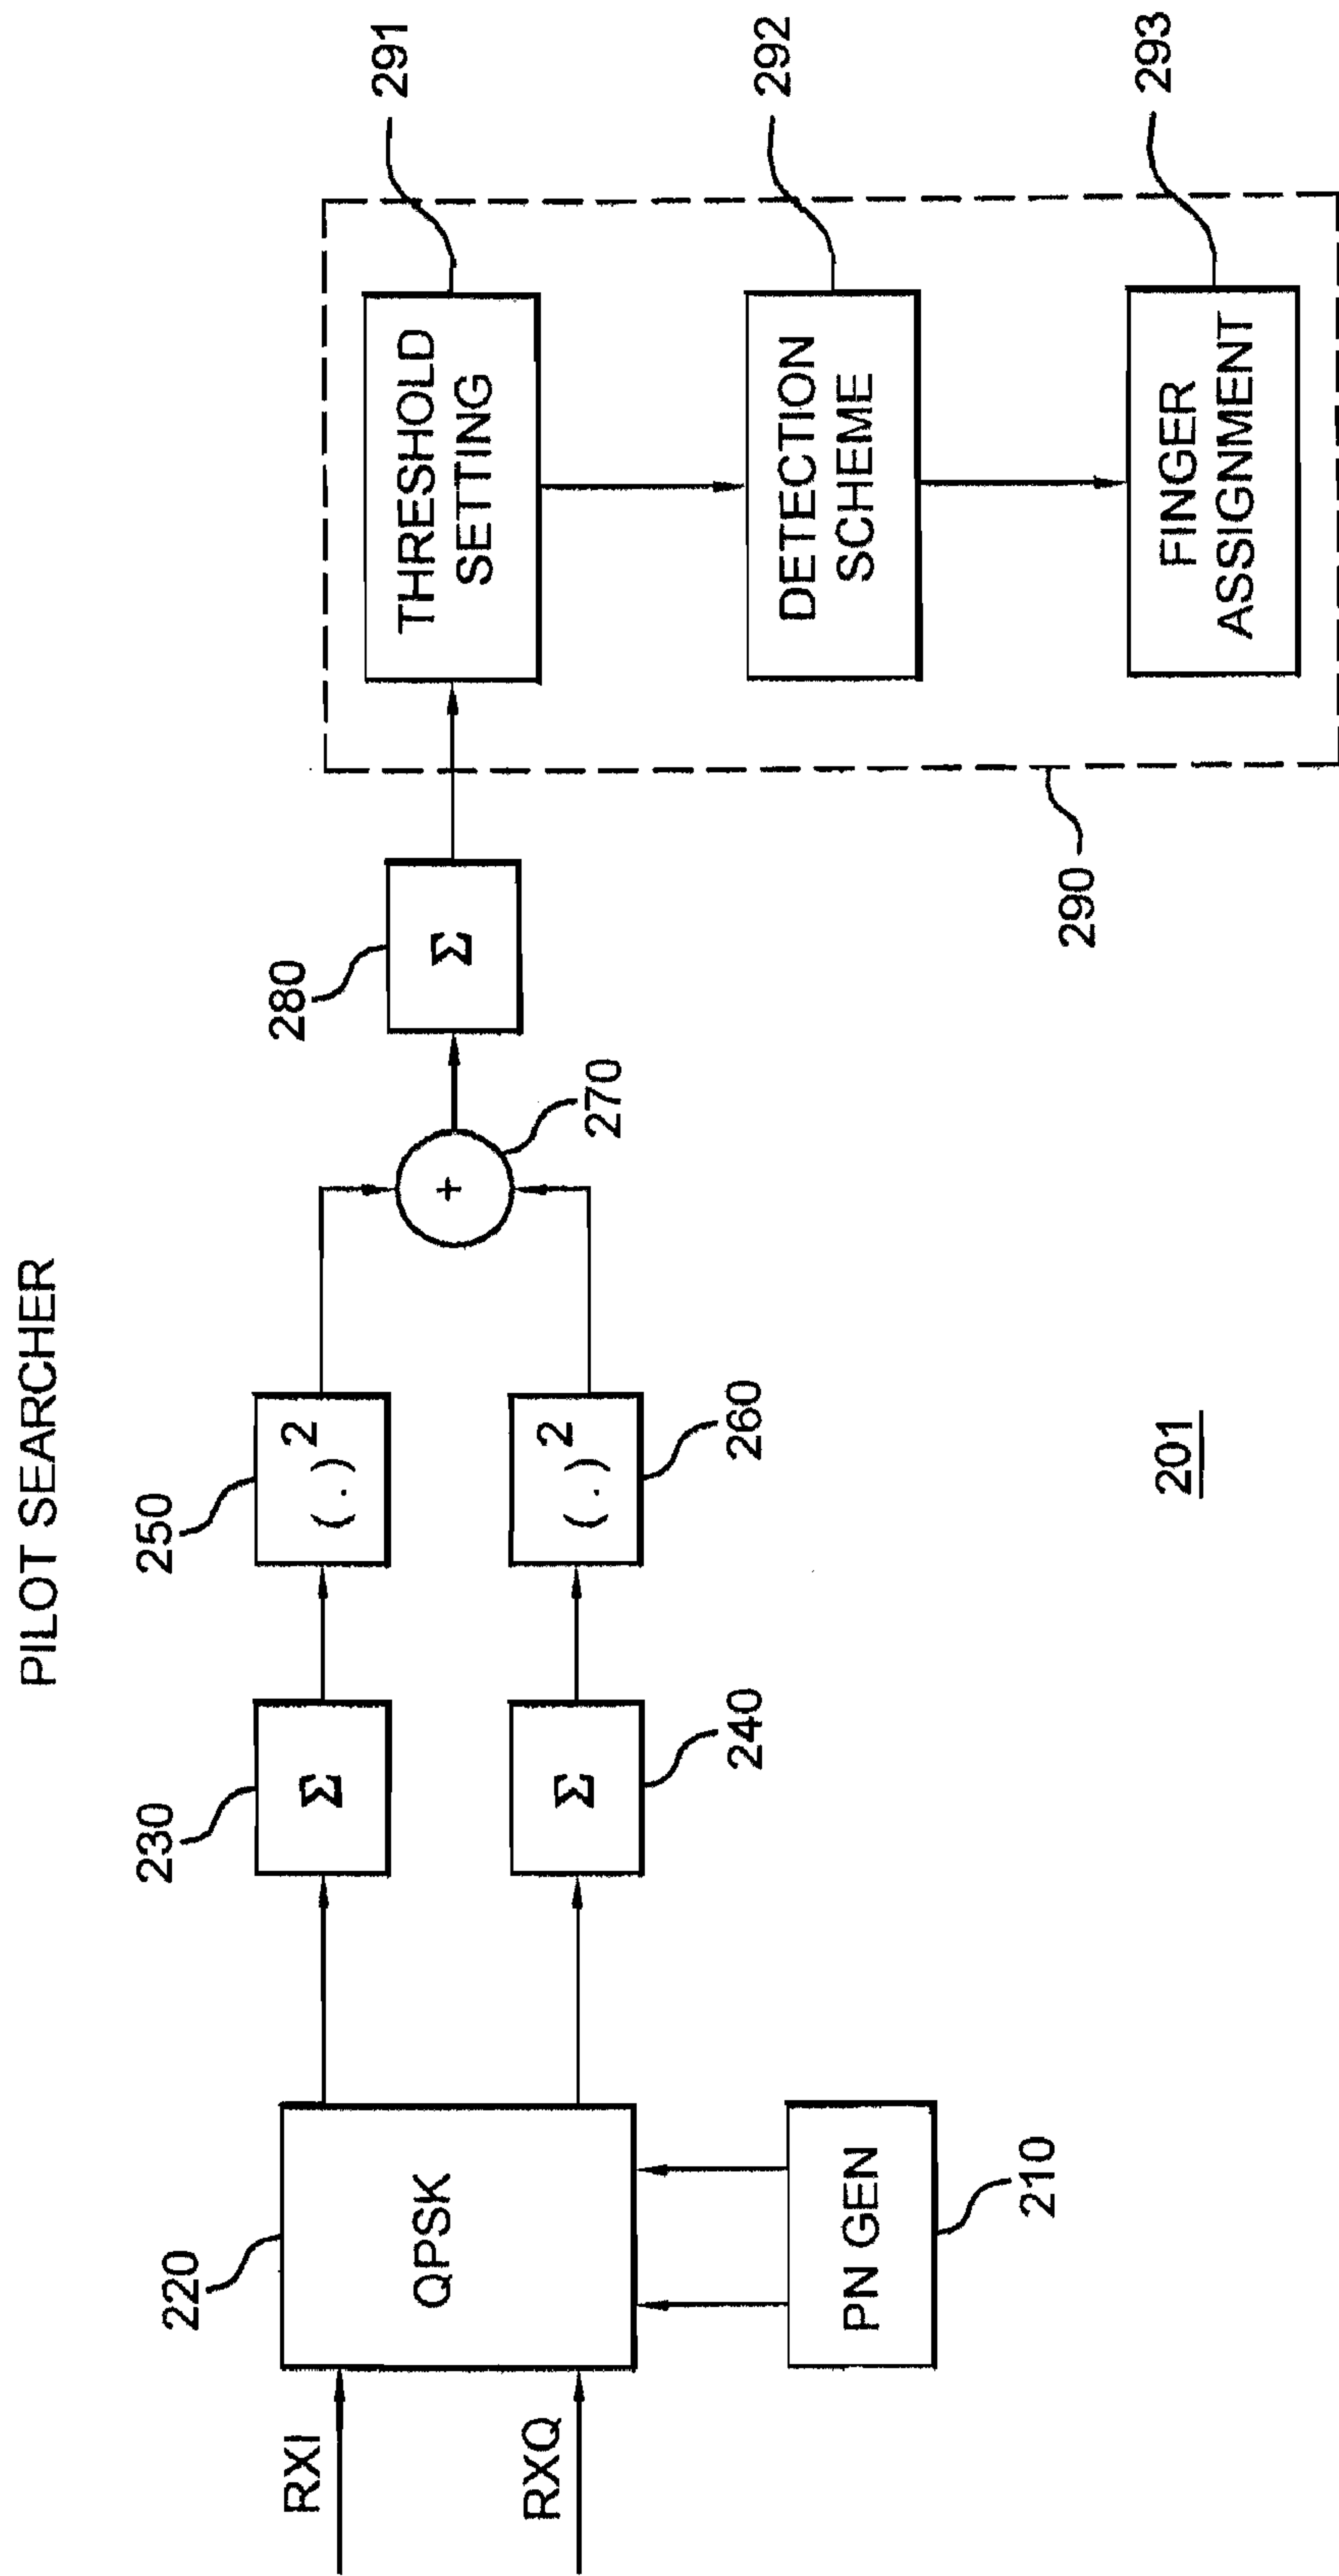 PILOT SEARCHER
RXI
RXQ
220
QPSK
PN GEN
210
230
Σ
Σ
240
250
(.)2
(.)2
260
+
270
280
Σ
290
THRESHOLD
SETTING
291
DETECTION
SCHEME
292
FINGER
ASSIGNMENT
293
201